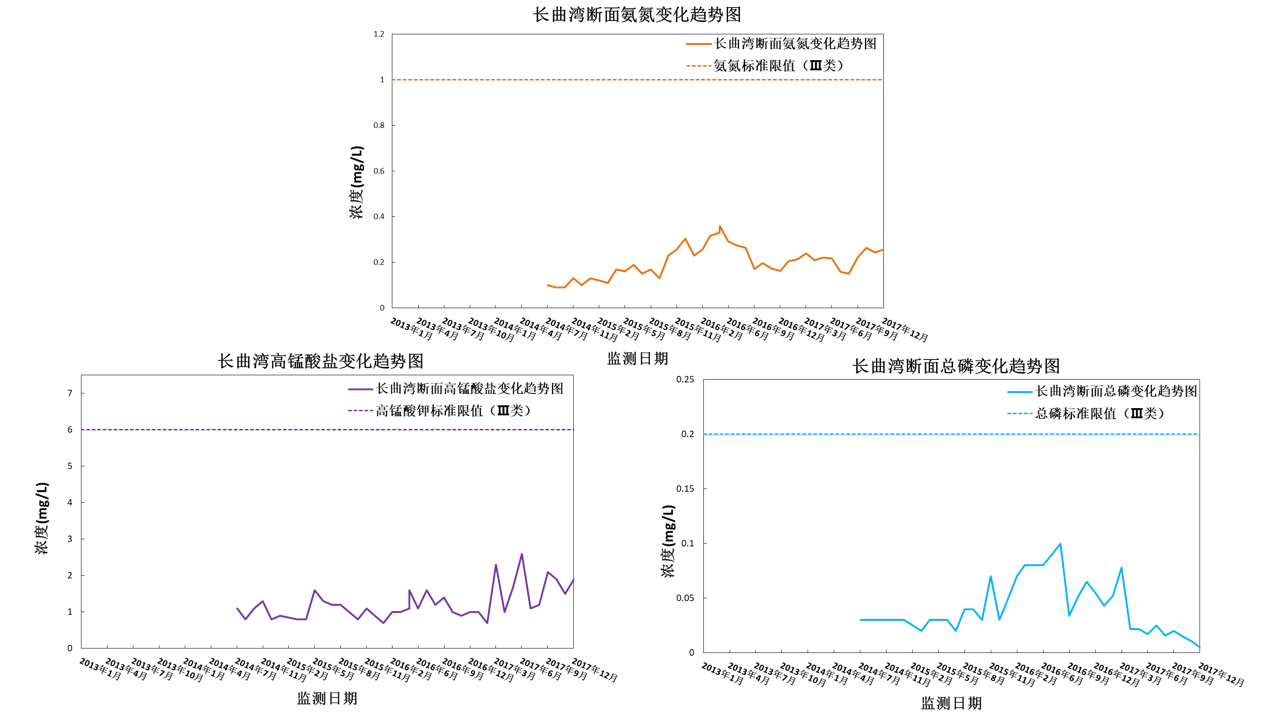 长曲湾断面氨氮变化趋势图
长曲湾断面氨氮变化趋势图
氨氮标准限值（Ⅲ类）
1.2
1
0.8
0.6
0.4
0.2
0
浓度(mg/L)
2013年1月 2013年4月 2013年7月 2013年10月 2014年1月 2014年4月 2014年7月 2014年11月 2015年2月 2015年5月 2015年8月 2015年11月 2016年2月 2016年6月 2016年9月 2016年12月 2017年3月 2017年6月 2017年9月 2017年12月
监测日期
长曲湾高锰酸盐变化趋势图
长曲湾断面高锰酸盐变化趋势图
高锰酸钾标准限值（Ⅲ类）
7
6
5
4
3
2
1
0
浓度(mg/L)
2013年1月 2013年4月 2013年7月 2013年10月 2014年1月 2014年4月 2014年7月 2014年11月 2015年2月 2015年5月 2015年8月 2015年11月 2016年2月 2016年6月 2016年9月 2016年12月 2017年3月 2017年6月 2017年9月 2017年12月
监测日期
长曲湾断面总磷变化趋势图
长曲湾断面总磷变化趋势图
总磷标准限值（Ⅲ类）
0.25
0.2
0.15
0.1
0.05
0
浓度(mg/L)
2013年1月 2013年4月 2013年7月 2013年10月 2014年1月 2014年4月 2014年7月 2014年11月 2015年2月 2015年5月 2015年8月 2015年11月 2016年2月 2016年6月 2016年9月 2016年12月 2017年3月 2017年6月 2017年9月 2017年12月
监测日期